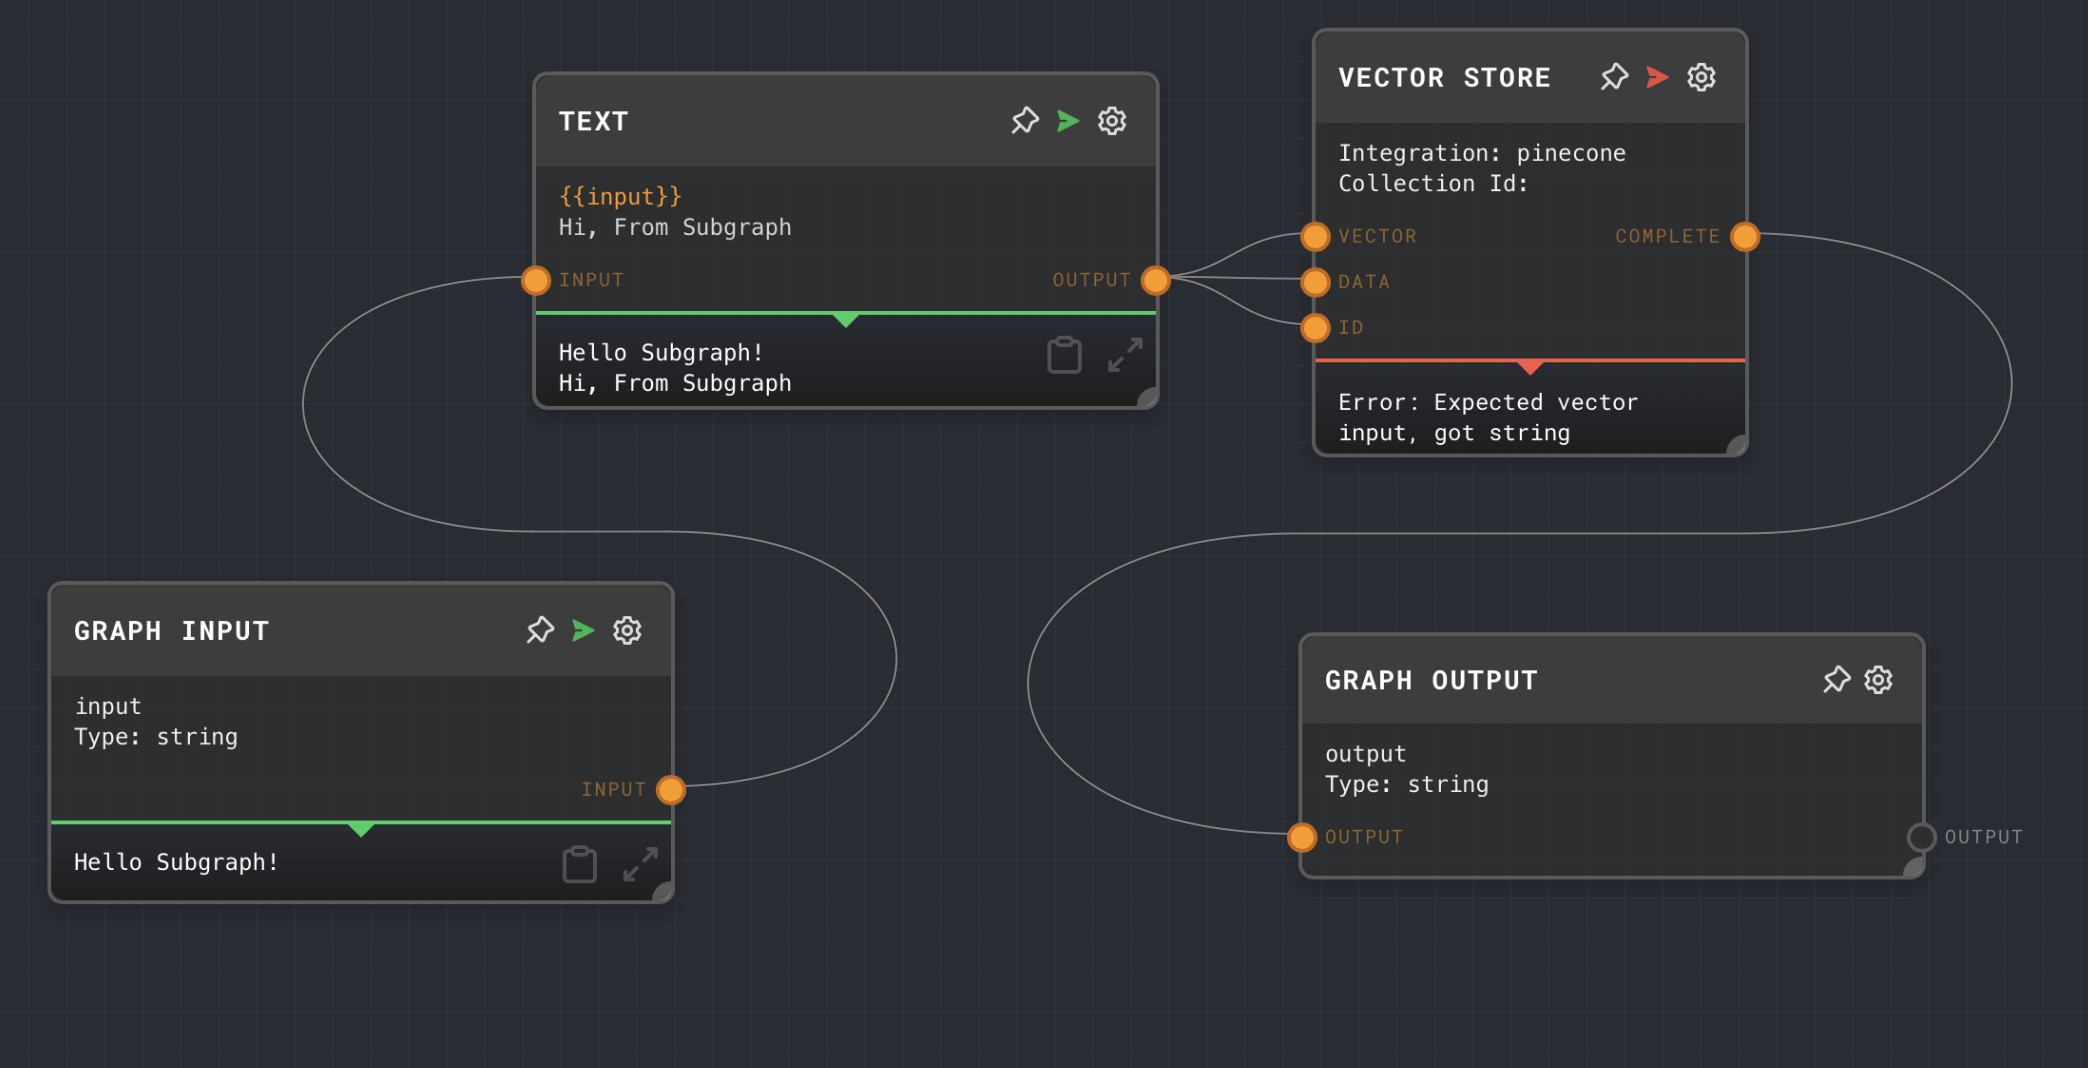 TEXT
{{input}}
Hi, From Subgraph
INPUT
OUTPUT
Hello Subgraph!
Hi, From Subgraph
VECTOR STORE
Integration: pinecone
Collection Id:
VECTOR
COMPLETE
DATA
ID
Error: Expected vector
input, got string
GRAPH INPUT
input
Type: string
INPUT
Hello Subgraph!
GRAPH OUTPUT
output
Type: string
OUTPUT
OUTPUT